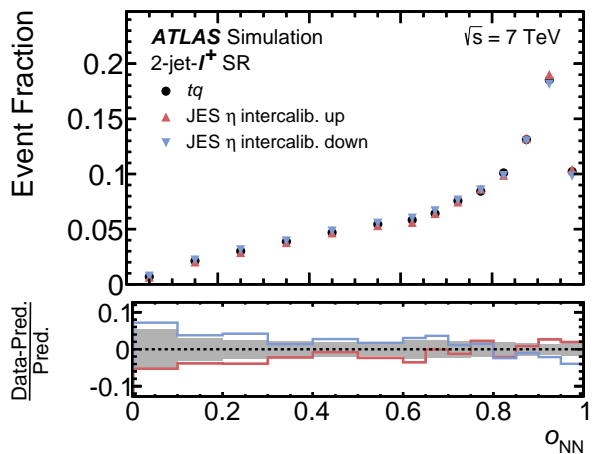 ATLAS Simulation
√s = 7 TeV
2-jet-l⁺ SR
tq
JES η intercalib. up
JES η intercalib. down
Event Fraction
0.2
0.15
0.1
0.05
0
Data-Pred.
Pred.
0.1
0
-0.1
0 0.2 0.4 0.6 0.8 1
oNN